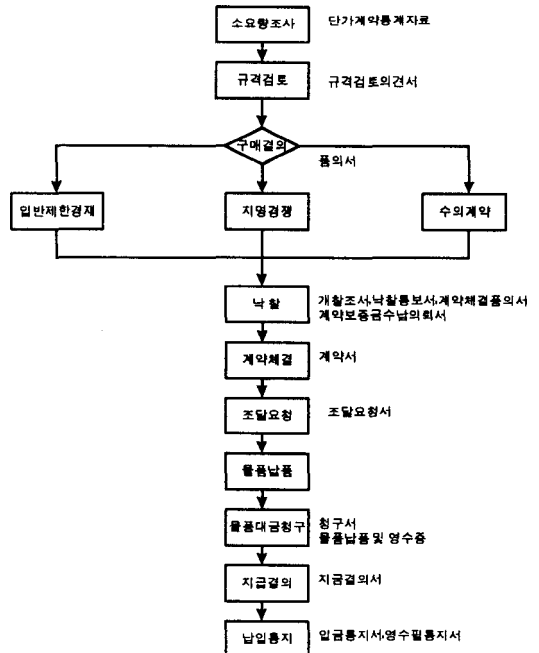 소요량조사 단가계약통계자료
규격검토 규격검토의견서
구매결의
품의서
일반제한경재 지명경쟁 수의계약
낙찰 개찰조서,낙찰통보서,계약체결품의서
계약보증금수납의뢰서
계약체결 계약서
조달요청 조달요청서
물품납품
물품대금청구 청구서
물품납품 및 영수증
지급결의 지금결의서
납입통지 입금통지서,영수필통지서